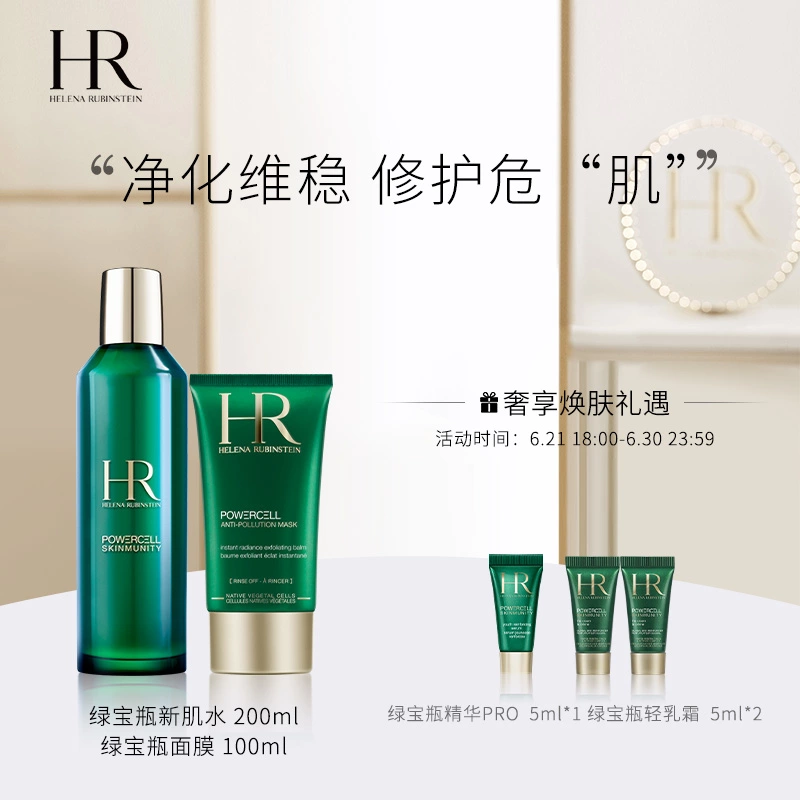 HR
HELENA RUBINSTEIN
“净化维稳 修护危“肌””
HR
奢享焕肤礼遇
活动时间：6.21 18:00-6.30 23:59
HR
HELENA RUBINSTEIN
POWERCELL
SKINMUNITY
HR
HELENA RUBINSTEIN
POWERCELL
ANTI-POLLUTION MASK
instant radiance exfoliating balm
baume exfoliant éclat instantané
[ RINSE OFF - À RINCER ]
NATIVE VEGETAL CELLS
CELLULES NATIVES VÉGÉTALES
HR
POWERCELL
SKINMUNITY
HR
POWERCELL
SKINMUNITY
HR
POWERCELL
SKINMUNITY
绿宝瓶新肌水 200ml
绿宝瓶面膜 100ml
绿宝瓶精华PRO 5ml*1 绿宝瓶轻乳霜 5ml*2